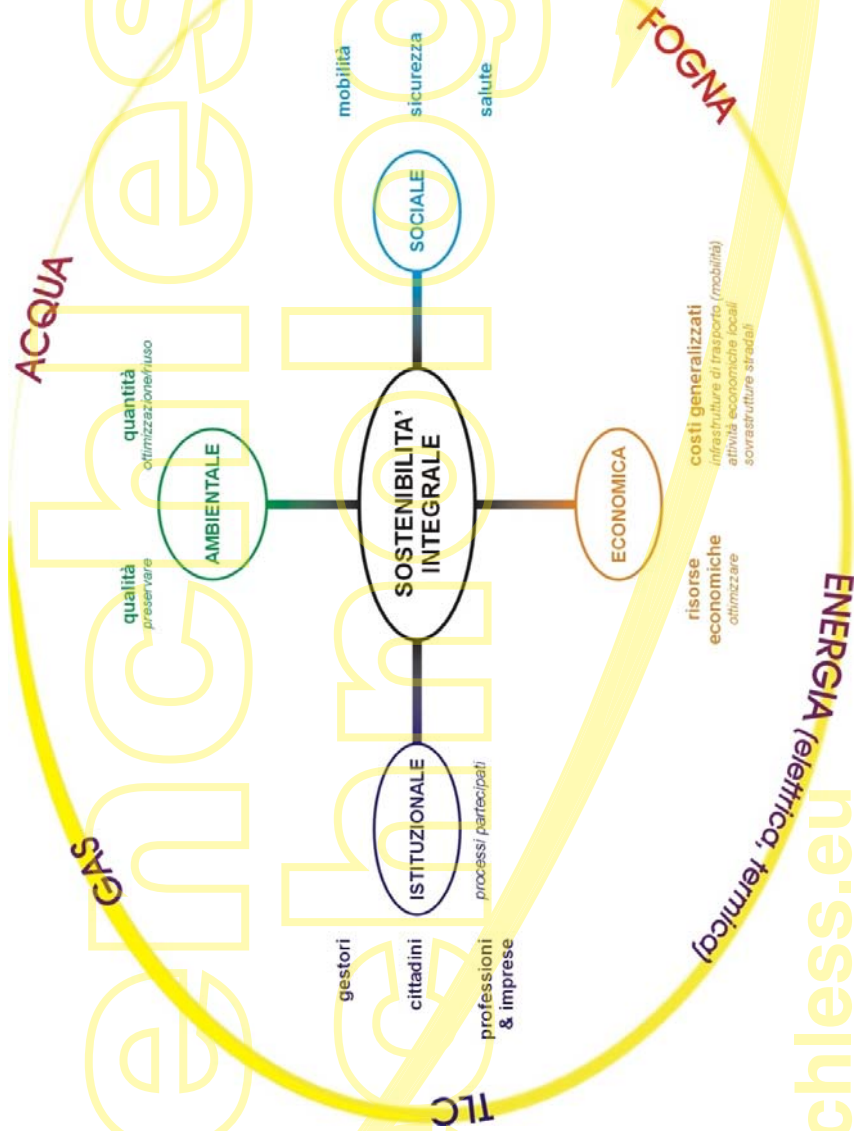 ACQUA
FOGNA
GAS
TLC
ENERGIA (elettrica, termica)
qualità
preservare
quantità
ottimizzazione/riuso
AMBIENTALE
gestori
cittadini
professioni
& imprese
ISTITUZIONALE
processi partecipati
SOSTENIBILITA'
INTEGRALE
SOCIALE
mobilità
sicurezza
salute
ECONOMICA
risorse
economiche
ottimizzare
costi generalizzati
infrastrutture di trasporto (mobilità)
attività economiche locali
sovrastrutture stradali
enchles
chnolog
chless.eu